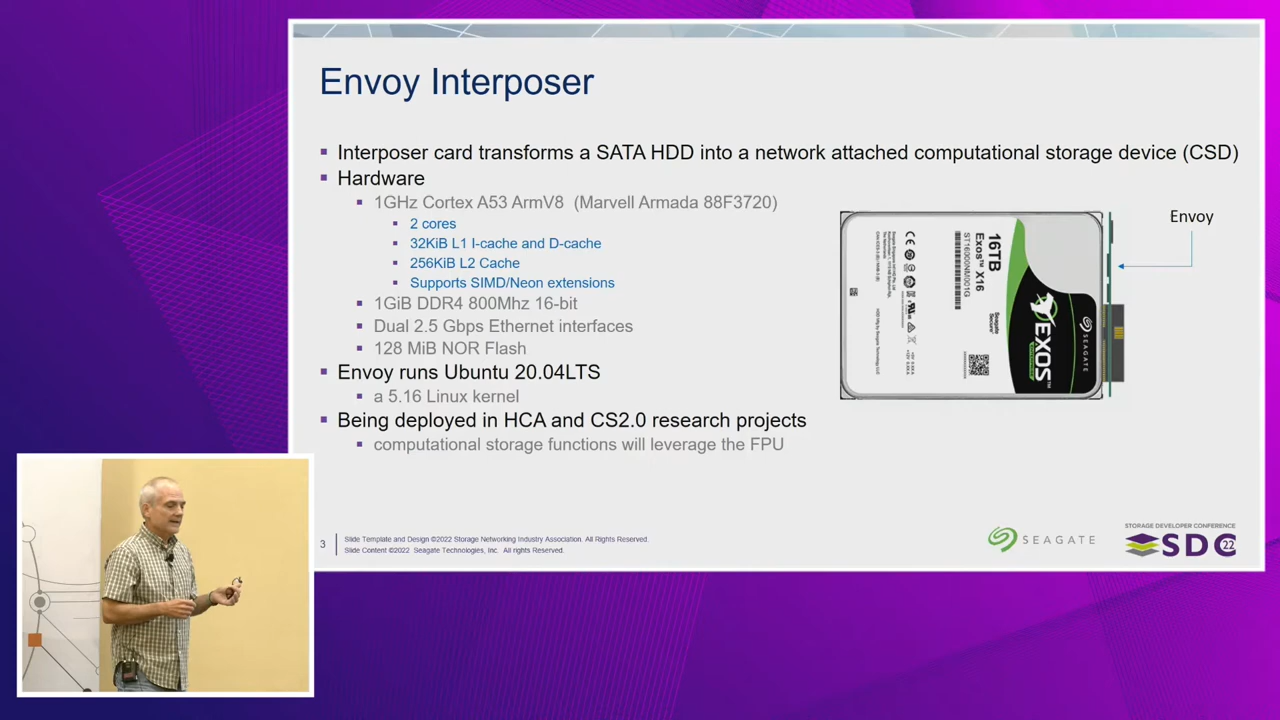 Envoy Interposer
Interposer card transforms a SATA HDD into a network attached computational storage device (CSD)
Hardware
1GHz Cortex A53 ArmV8 (Marvell Armada 88F3720)
2 cores
32KiB L1 I-cache and D-cache
256KiB L2 Cache
Supports SIMD/Neon extensions
1GiB DDR4 800Mhz 16-bit
Dual 2.5 Gbps Ethernet interfaces
128 MiB NOR Flash
Envoy runs Ubuntu 20.04LTS
a 5.16 Linux kernel
Being deployed in HCA and CS2.0 research projects
computational storage functions will leverage the FPU
Envoy
16TB
Exos™ X16
ST16000NM001G
Seagate
Secure
EXOS
SEAGATE
3
Slide Template and Design ©2022 Storage Networking Industry Association. All Rights Reserved.
Slide Content ©2022 Seagate Technologies, Inc. All rights Reserved.
SEAGATE
STORAGE DEVELOPER CONFERENCE
SDC
22